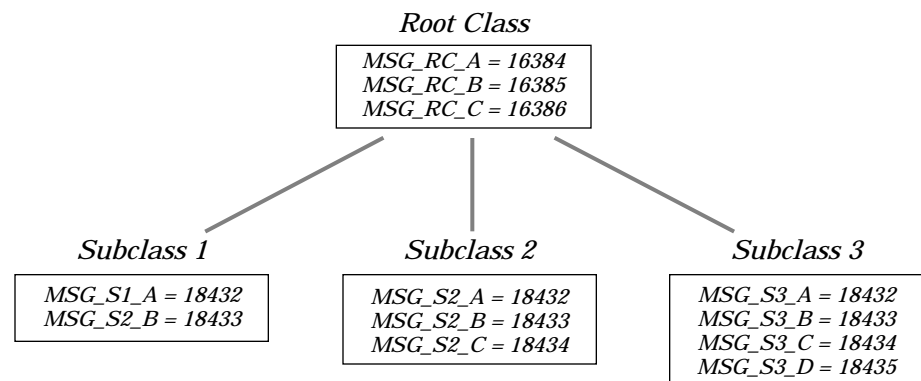 Root Class
MSG_RC_A = 16384
MSG_RC_B = 16385
MSG_RC_C = 16386
Subclass 1
MSG_S1_A = 18432
MSG_S2_B = 18433
Subclass 2
MSG_S2_A = 18432
MSG_S2_B = 18433
MSG_S2_C = 18434
Subclass 3
MSG_S3_A = 18432
MSG_S3_B = 18433
MSG_S3_C = 18434
MSG_S3_D = 18435